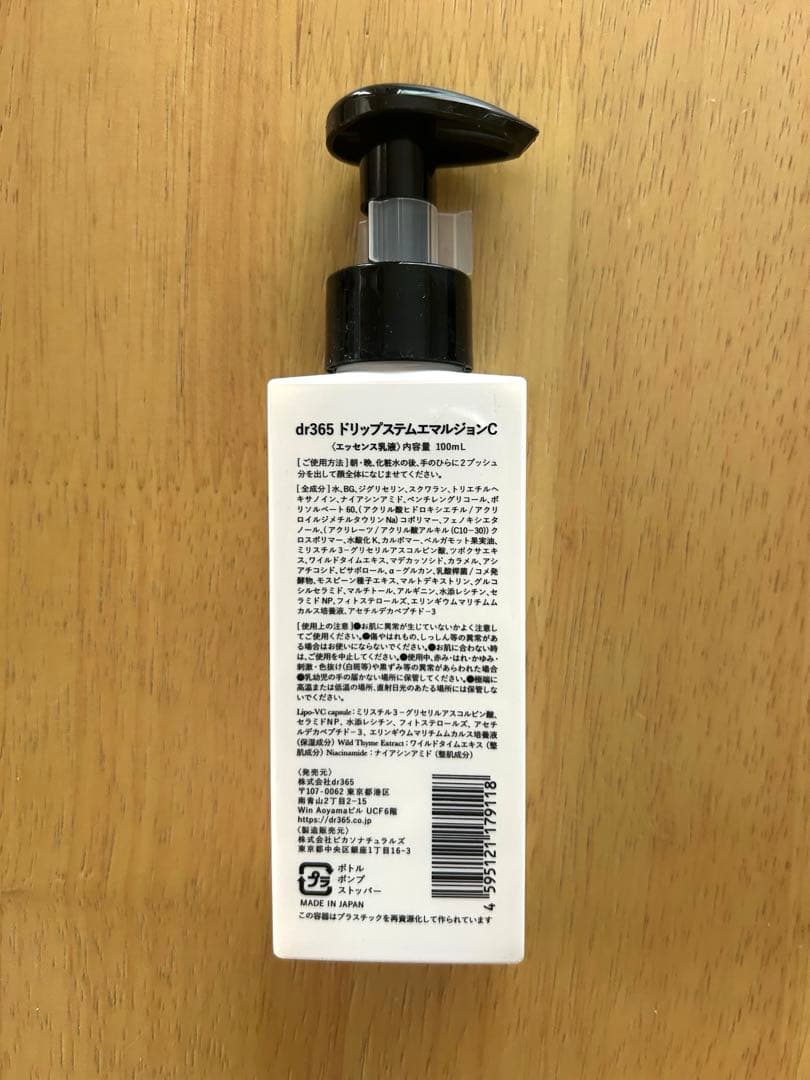 dr365 ドリップステムエマルジョンC
〈エッセンス乳液〉内容量 100mL
[ご使用方法]朝・晩、化粧水の後、手のひらに2プッシュ
分を出して顔全体になじませてください。
[全成分]水、BG、ジグリセリン、スクワラン、トリエチルヘ
キサノイン、ナイアシンアミド、ペンチレングリコール、ポ
リソルベート60、(アクリル酸ヒドロキシエチル/アクリ
ロイルジメチルタウリンNa)コポリマー、フェノキシエタ
ノール、(アクリレーツ/アクリル酸アルキル(C10-30))ク
ロスポリマー、水酸化K、カルボマー、ベルガモット果実油、
ミリスチル3-グリセリルアスコルビン酸、ツボクサエキ
ス、ワイルドタイムエキス、マデカッソシド、カラメル、アシ
アチコシド、ビサボロール、α-グルカン、乳酸桿菌/コメ発
酵物、モスビーン種子エキス、マルトデキストリン、グルコ
シルセラミド、マルチトール、アルギニン、水添レシチン、セ
ラミドNP、フィトステロールズ、エリンギウムマリチムム
カルス培養液、アセチルデカペプチド-3
[使用上の注意]●お肌に異常が生じていないかよく注意し
てご使用ください。●傷やはれもの、しっしん等の異常があ
る場合はお使いにならないでください。●お肌に合わない時
は、ご使用を中止してください。●使用中、赤み・はれ・かゆみ・
刺激・色抜け(白斑等)や黒ずみ等の異常があらわれた場合
●乳幼児の手の届かない場所に保管してください。●極端に
高温または低温の場所、直射日光のあたる場所には保管しな
いでください。
Lipo-VC capsule:ミリスチル3-グリセリルアスコルビン酸、
セラミドNP、水添レシチン、フィトステロールズ、アセチ
ルデカペプチド-3、エリンギウムマリチムムカルス培養液
(保湿成分) Wild Thyme Extract:ワイルドタイムエキス(整
肌成分) Niacinamide:ナイアシンアミド(整肌成分)
〈発売元〉
株式会社dr365
〒107-0062 東京都港区
南青山2丁目2-15
Win Aoyamaビル UCF6階
https://dr365.co.jp
〈製造販売元〉
株式会社ピカソナチュラルズ
東京都中央区銀座1丁目16-3
プラ
ボトル
ポンプ
ストッパー
MADE IN JAPAN
この容器はプラスチックを再資源化して作られています
4 595121 179118